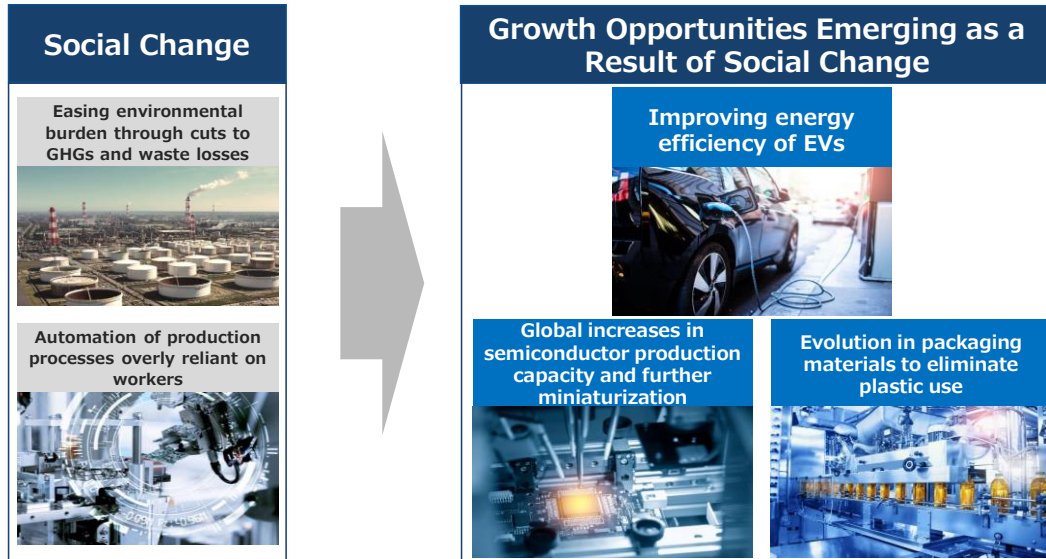 Social Change
Easing environmental
burden through cuts to
GHGs and waste losses
Automation of production
processes overly reliant on
workers
Growth Opportunities Emerging as a
Result of Social Change
Improving energy
efficiency of EVs
Global increases in
semiconductor production
capacity and further
miniaturization
Evolution in packaging
materials to eliminate
plastic use